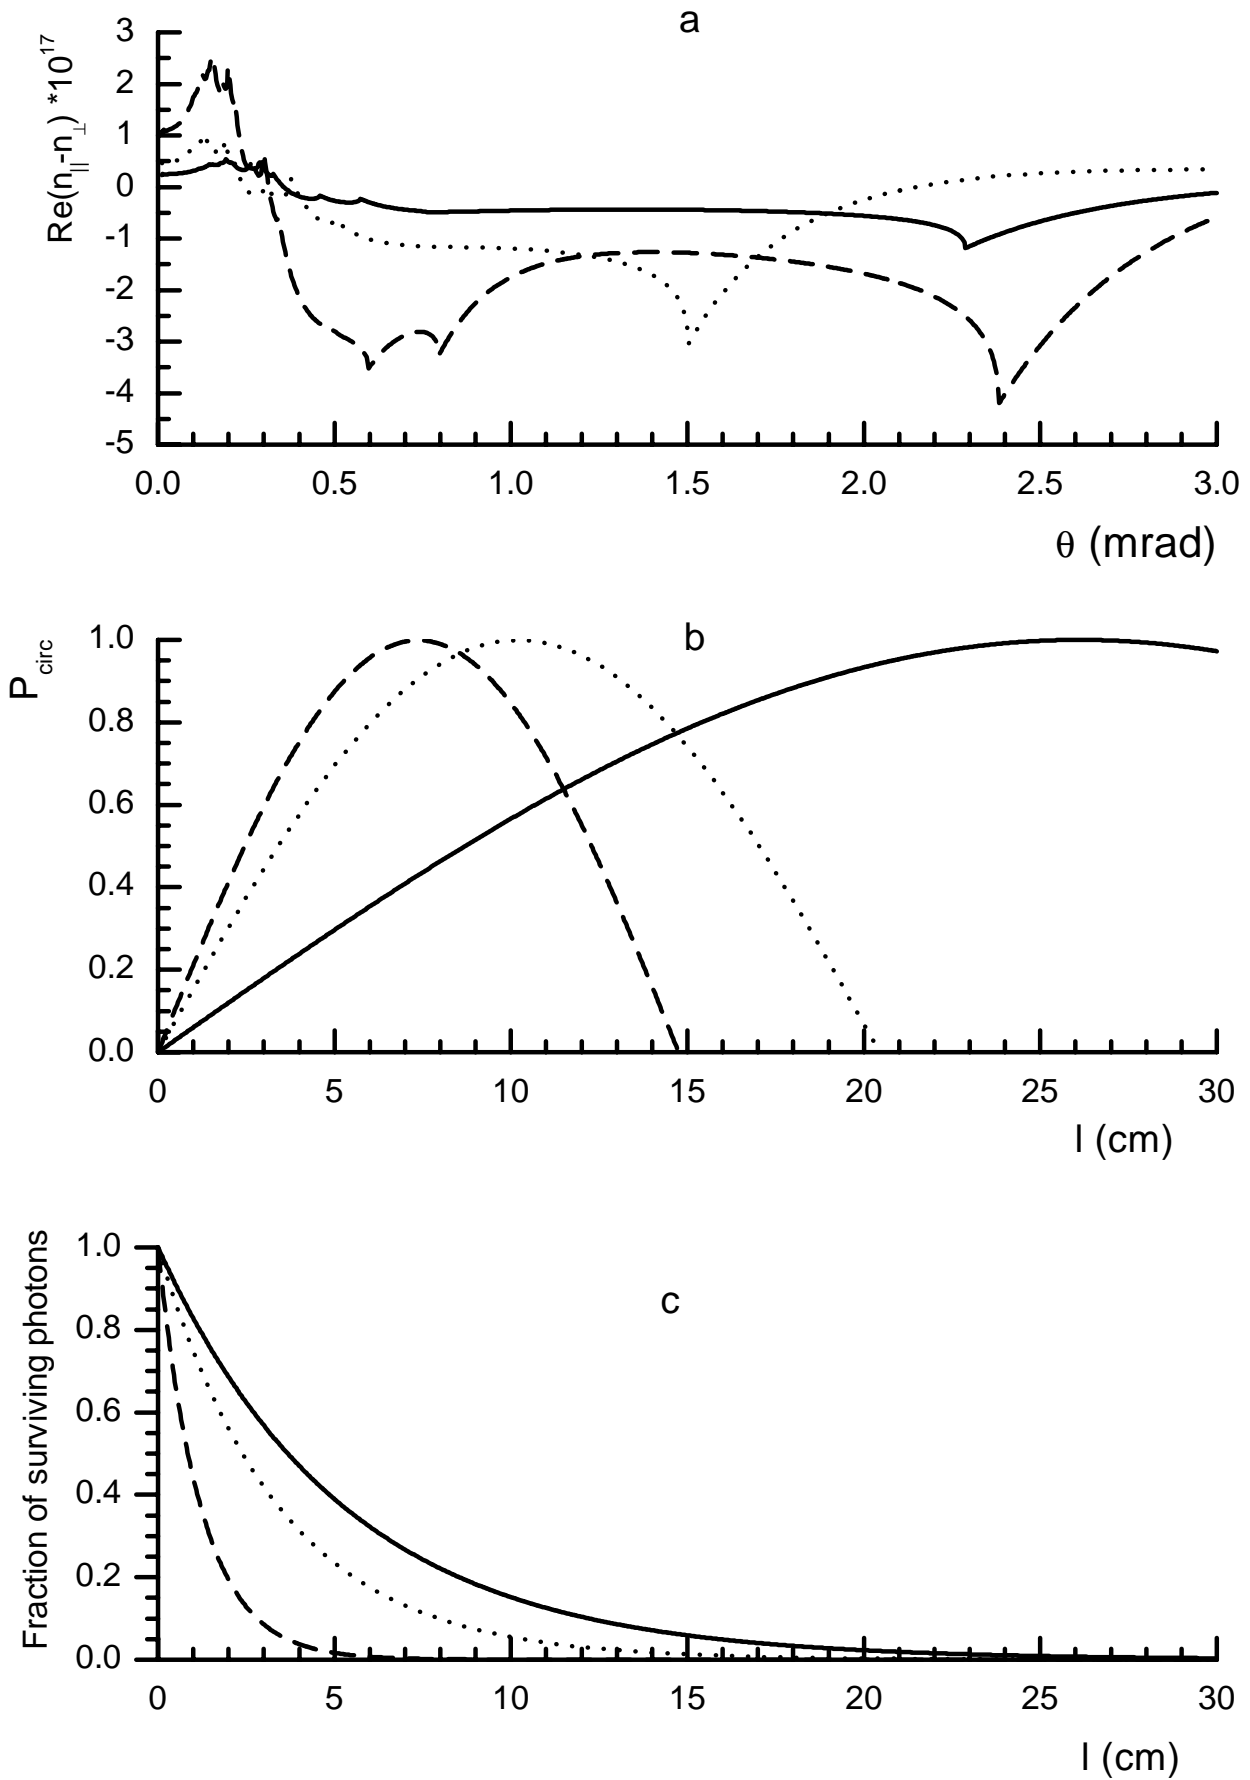 a
Re(n||-n⊥) *10^17
3
2
1
0
-1
-2
-3
-4
-5
0.0 0.5 1.0 1.5 2.0 2.5 3.0
θ (mrad)
b
P_circ
1.0
0.8
0.6
0.4
0.2
0.0
0 5 10 15 20 25 30
l (cm)
c
Fraction of surviving photons
1.0
0.8
0.6
0.4
0.2
0.0
0 5 10 15 20 25 30
l (cm)